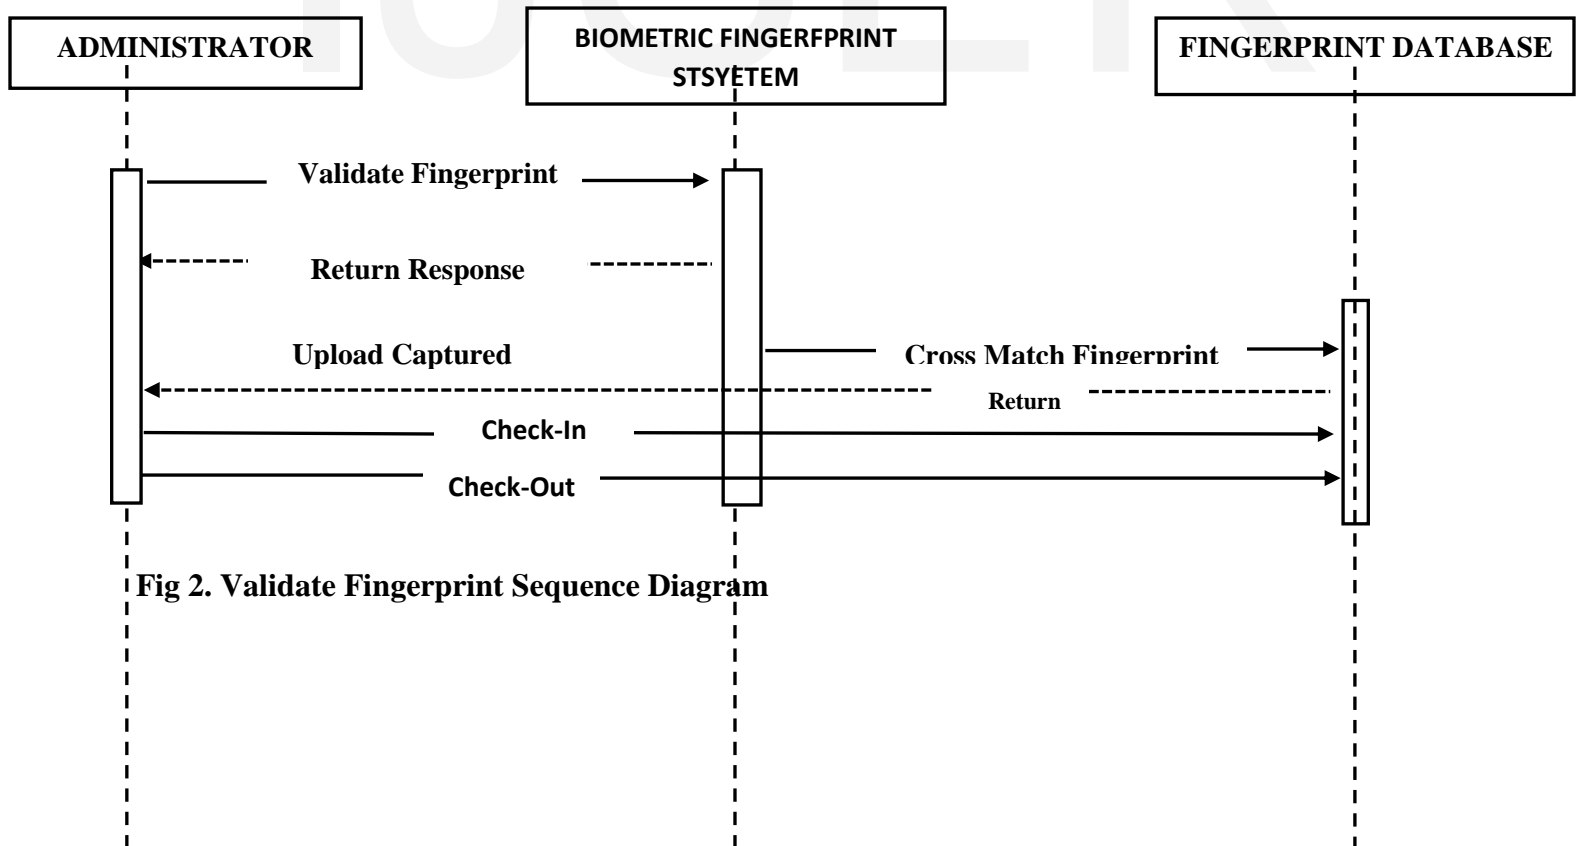 ADMINISTRATOR
BIOMETRIC FINGERFPRINT
STSYETEM
FINGERPRINT DATABASE
Validate Fingerprint
Return Response
Upload Captured
Cross Match Fingerprint
Return
Check-In
Check-Out
Fig 2. Validate Fingerprint Sequence Diagram